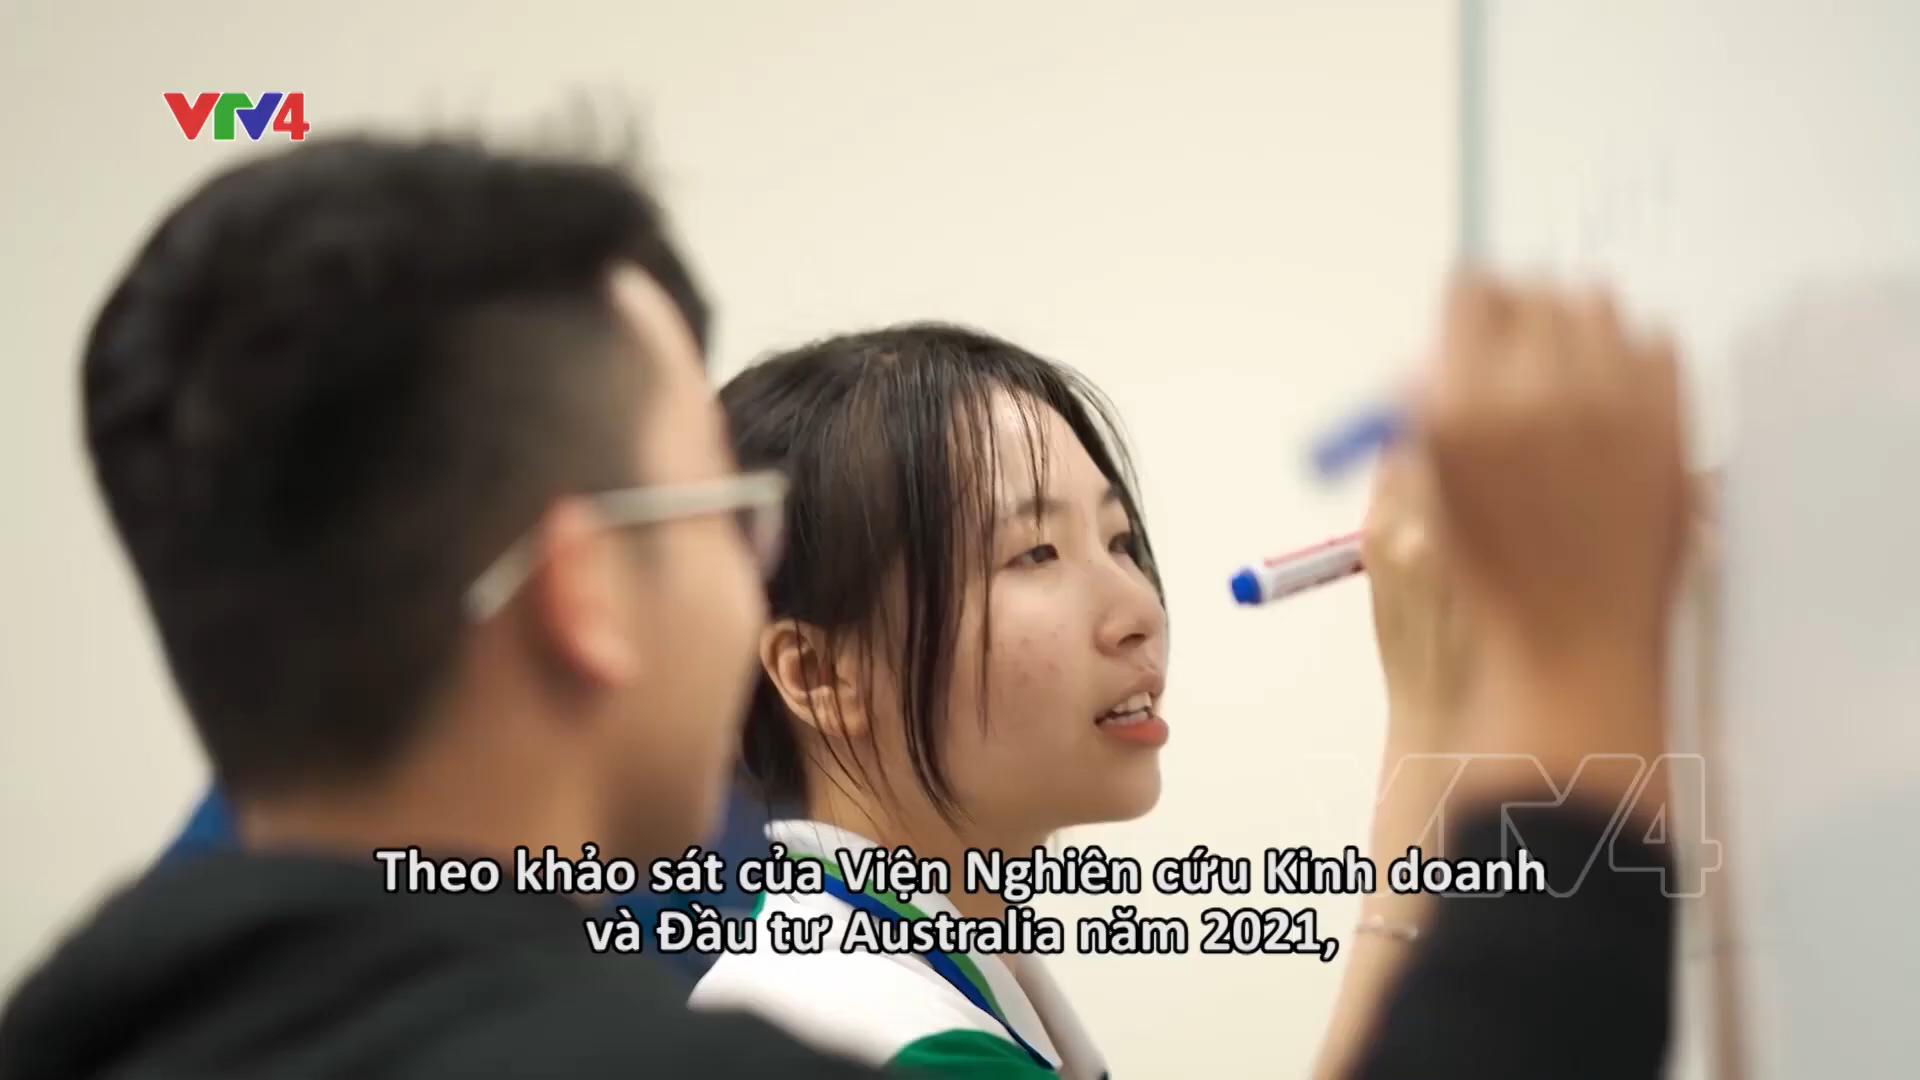 VTV4
Theo khảo sát của Viện Nghiên cứu Kinh doanh
và Đầu tư Australia năm 2021,
VTV4